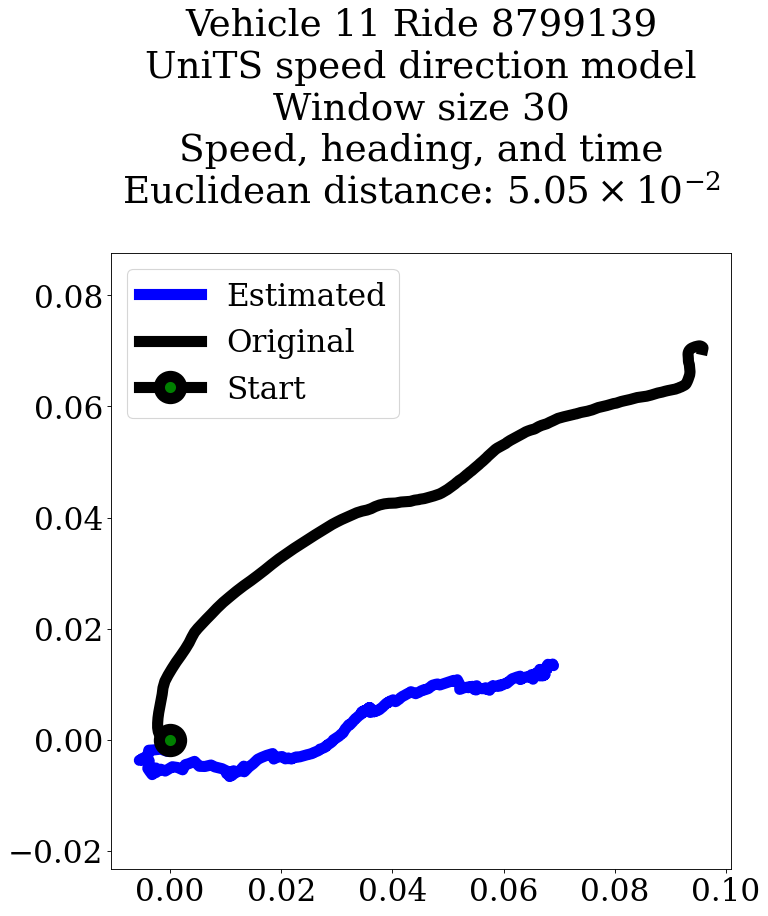 Vehicle 11 Ride 8799139
UniTS speed direction model
Window size 30
Speed, heading, and time
Euclidean distance: 5.05 × 10⁻²
Estimated
Original
Start
0.08
0.06
0.04
0.02
0.00
−0.02
0.00 0.02 0.04 0.06 0.08 0.10